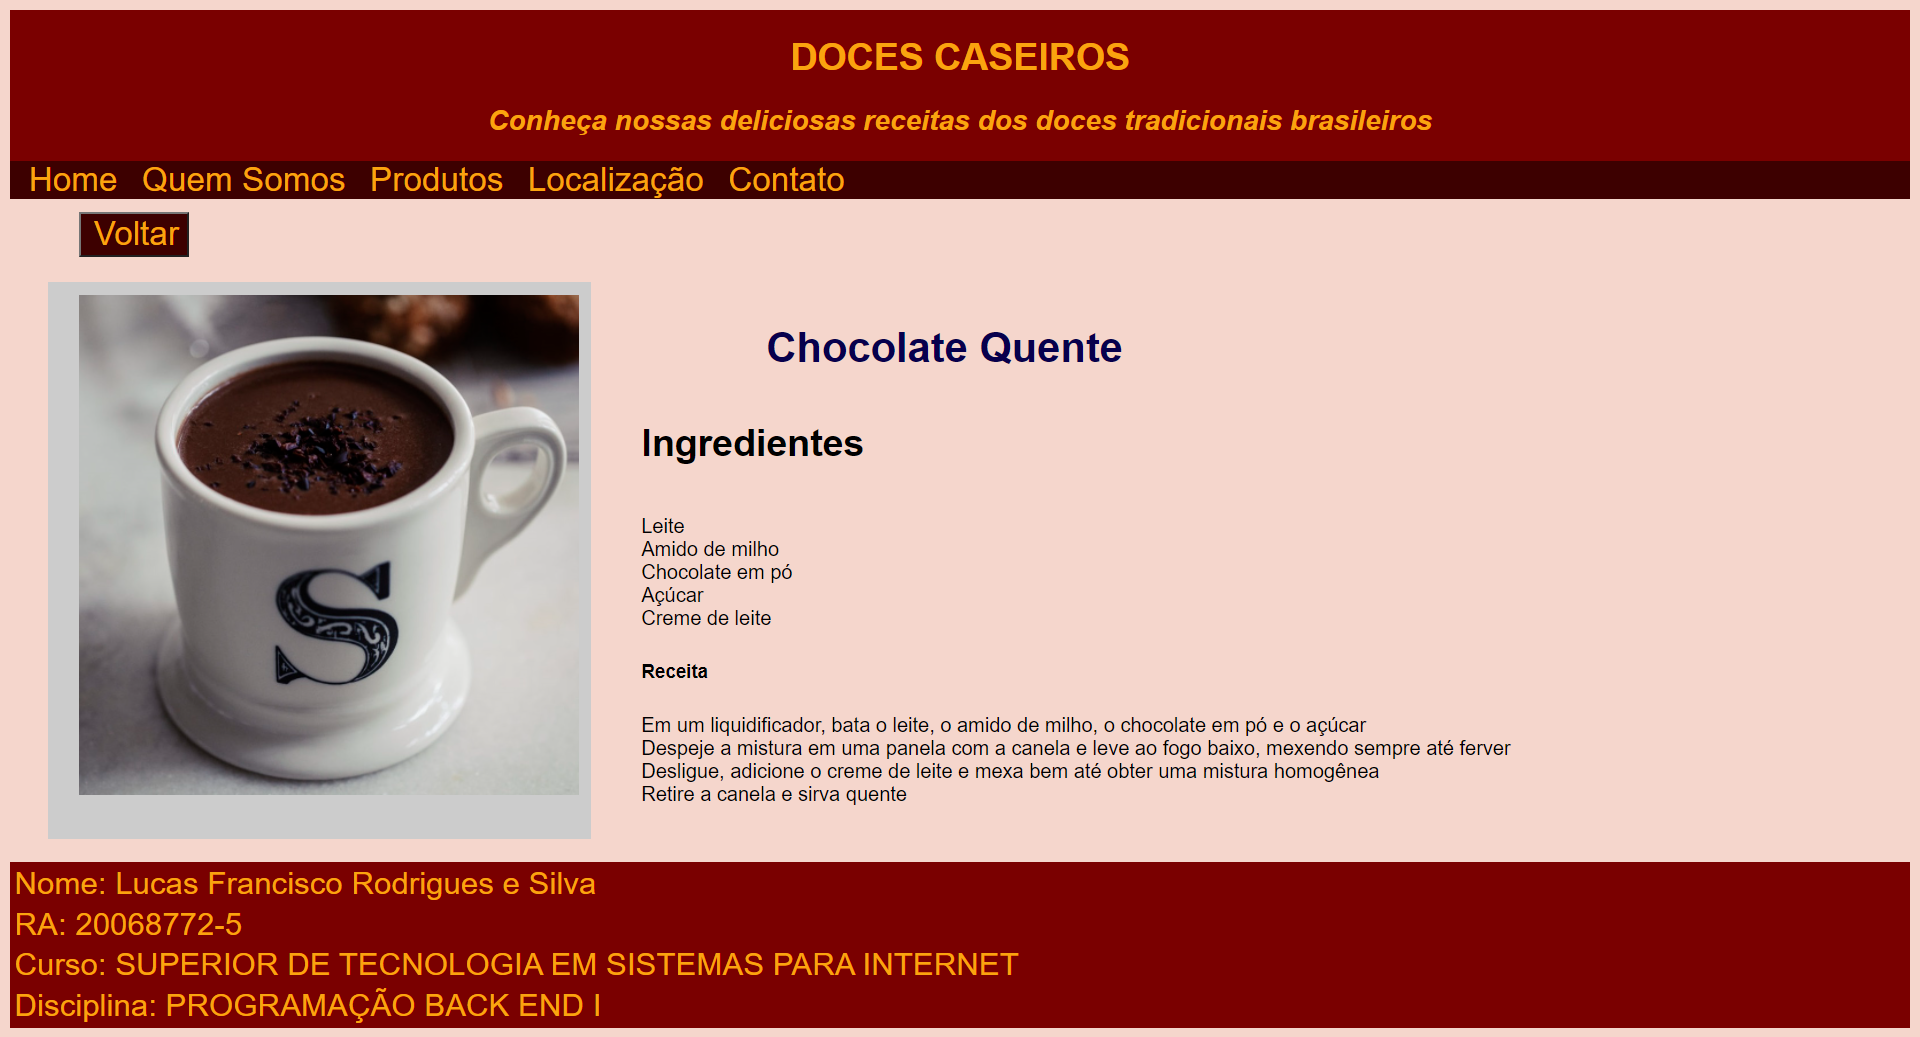 DOCES CASEIROS
Conheça nossas deliciosas receitas dos doces tradicionais brasileiros
Home Quem Somos Produtos Localização Contato
Voltar
S
Chocolate Quente
Ingredientes
Leite
Amido de milho
Chocolate em pó
Açúcar
Creme de leite
Receita
Em um liquidificador, bata o leite, o amido de milho, o chocolate em pó e o açúcar
Despeje a mistura em uma panela com a canela e leve ao fogo baixo, mexendo sempre até ferver
Desligue, adicione o creme de leite e mexa bem até obter uma mistura homogênea
Retire a canela e sirva quente
Nome: Lucas Francisco Rodrigues e Silva
RA: 20068772-5
Curso: SUPERIOR DE TECNOLOGIA EM SISTEMAS PARA INTERNET
Disciplina: PROGRAMAÇÃO BACK END I